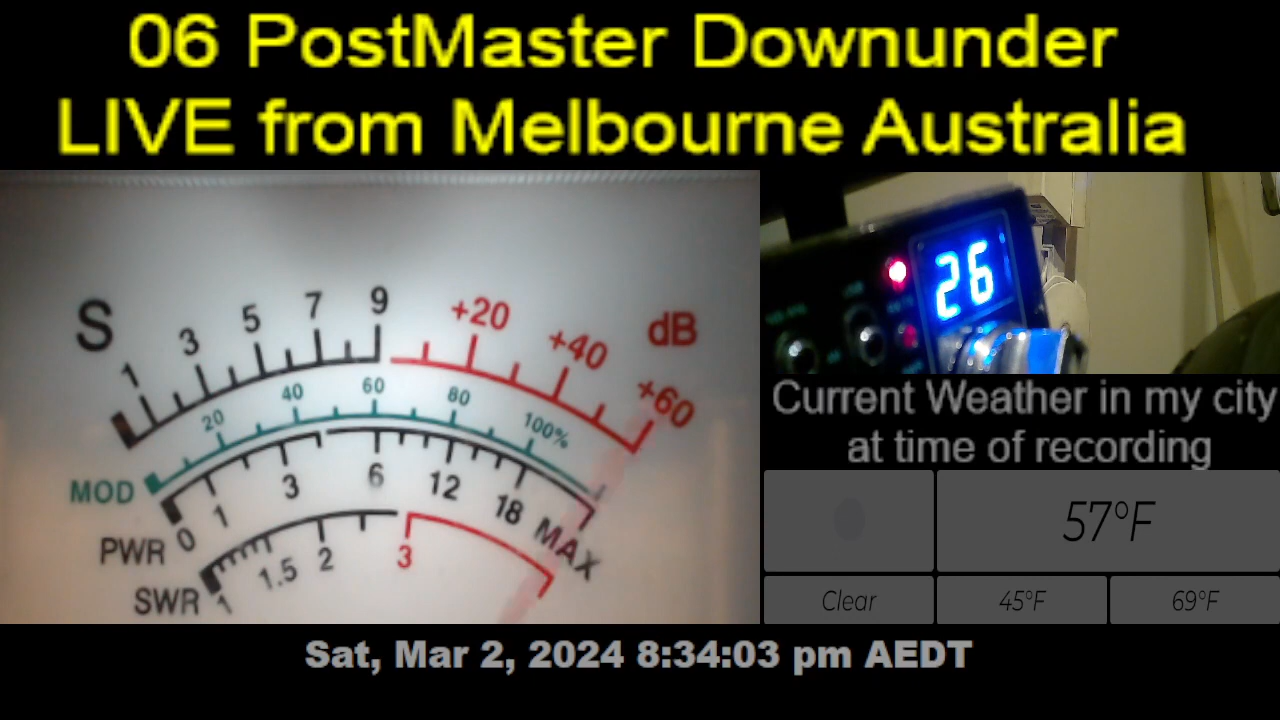 06 PostMaster Downunder
LIVE from Melbourne Australia
S 1 3 5 7 9 +20 +40 +60 dB
MOD 20 40 60 80 100%
PWR 0 1 3 6 12 18 MAX
SWR 1 1.5 2 3
26
Current Weather in my city
at time of recording
57°F
Clear 45°F 69°F
Sat, Mar 2, 2024 8:34:03 pm AEDT